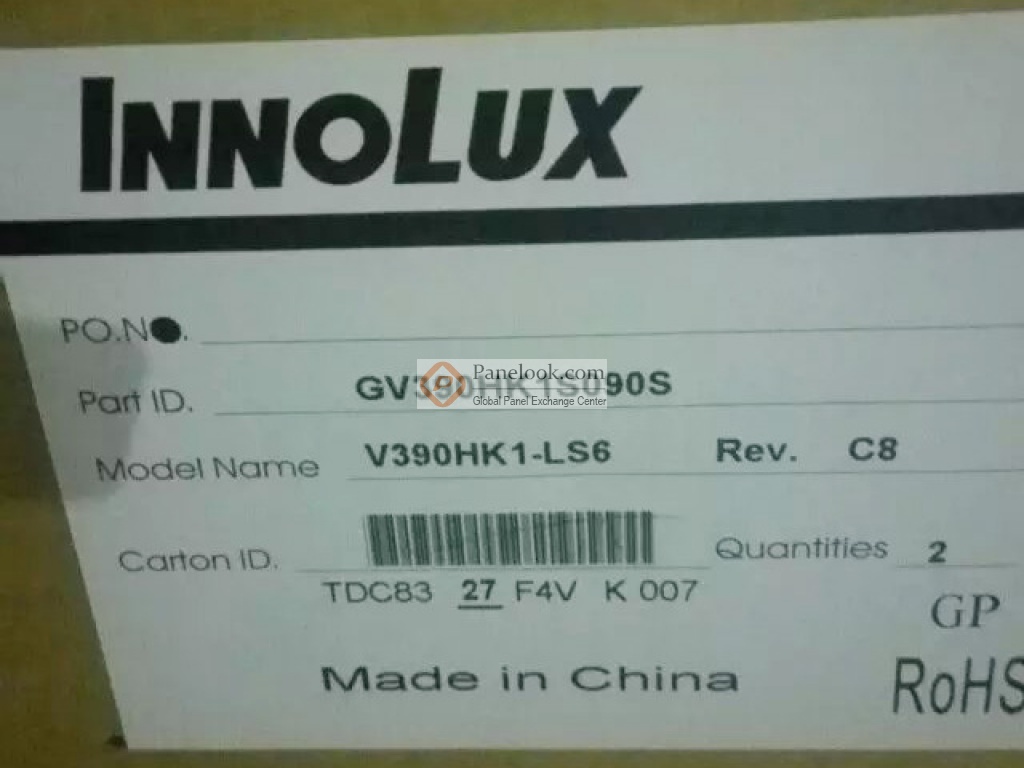 INNOLUX
PO.NO.
Part ID. GV390HK1S090S
Panelook.com
Global Panel Exchange Center
Model Name V390HK1-LS6 Rev. C8
Carton ID. Quantities 2
TDC83 27 F4V K 007
GP
Made in China RoHS